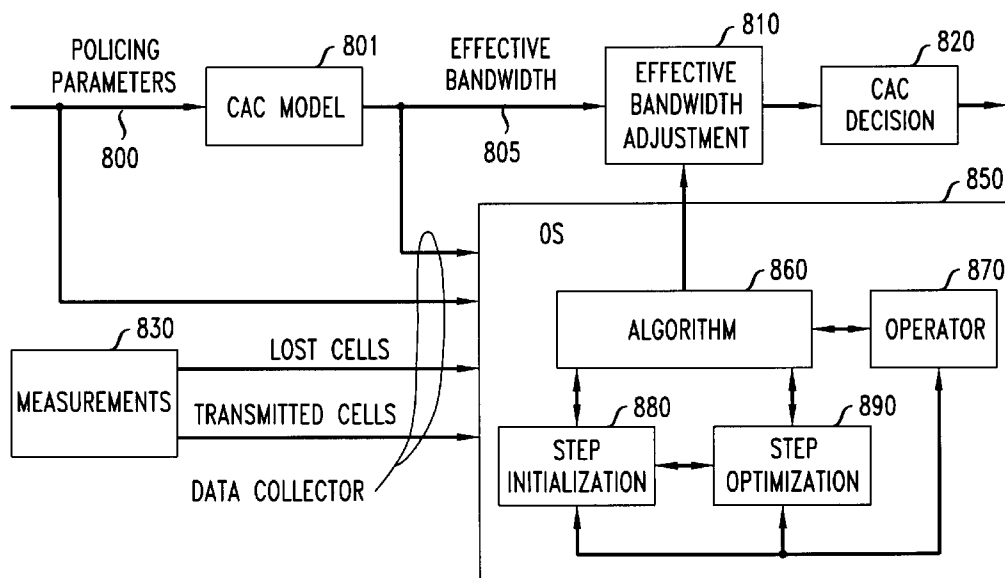 POLICING
PARAMETERS
800
801
CAC MODEL
EFFECTIVE
BANDWIDTH
805
810
EFFECTIVE
BANDWIDTH
ADJUSTMENT
820
CAC
DECISION
850
OS
860
ALGORITHM
870
OPERATOR
830
MEASUREMENTS
LOST CELLS
TRANSMITTED CELLS
DATA COLLECTOR
880
STEP
INITIALIZATION
890
STEP
OPTIMIZATION